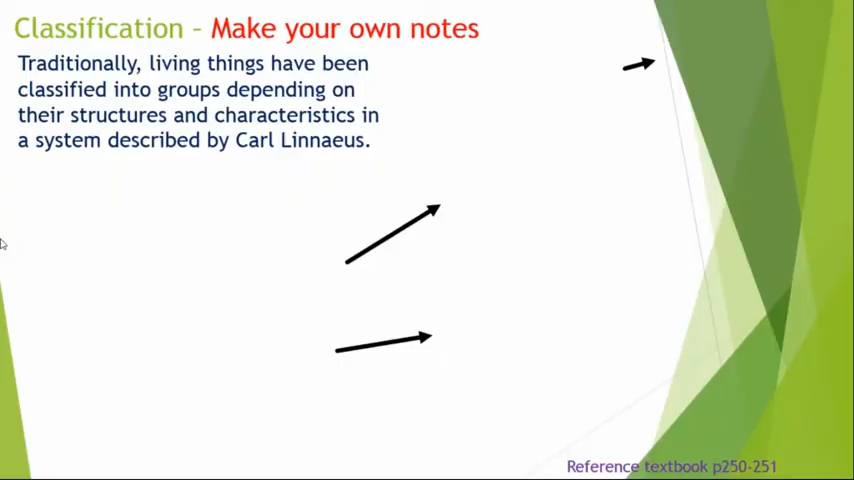 Classification – Make your own notes
Traditionally, living things have been
classified into groups depending on
their structures and characteristics in
a system described by Carl Linnaeus.
Reference textbook p250-251